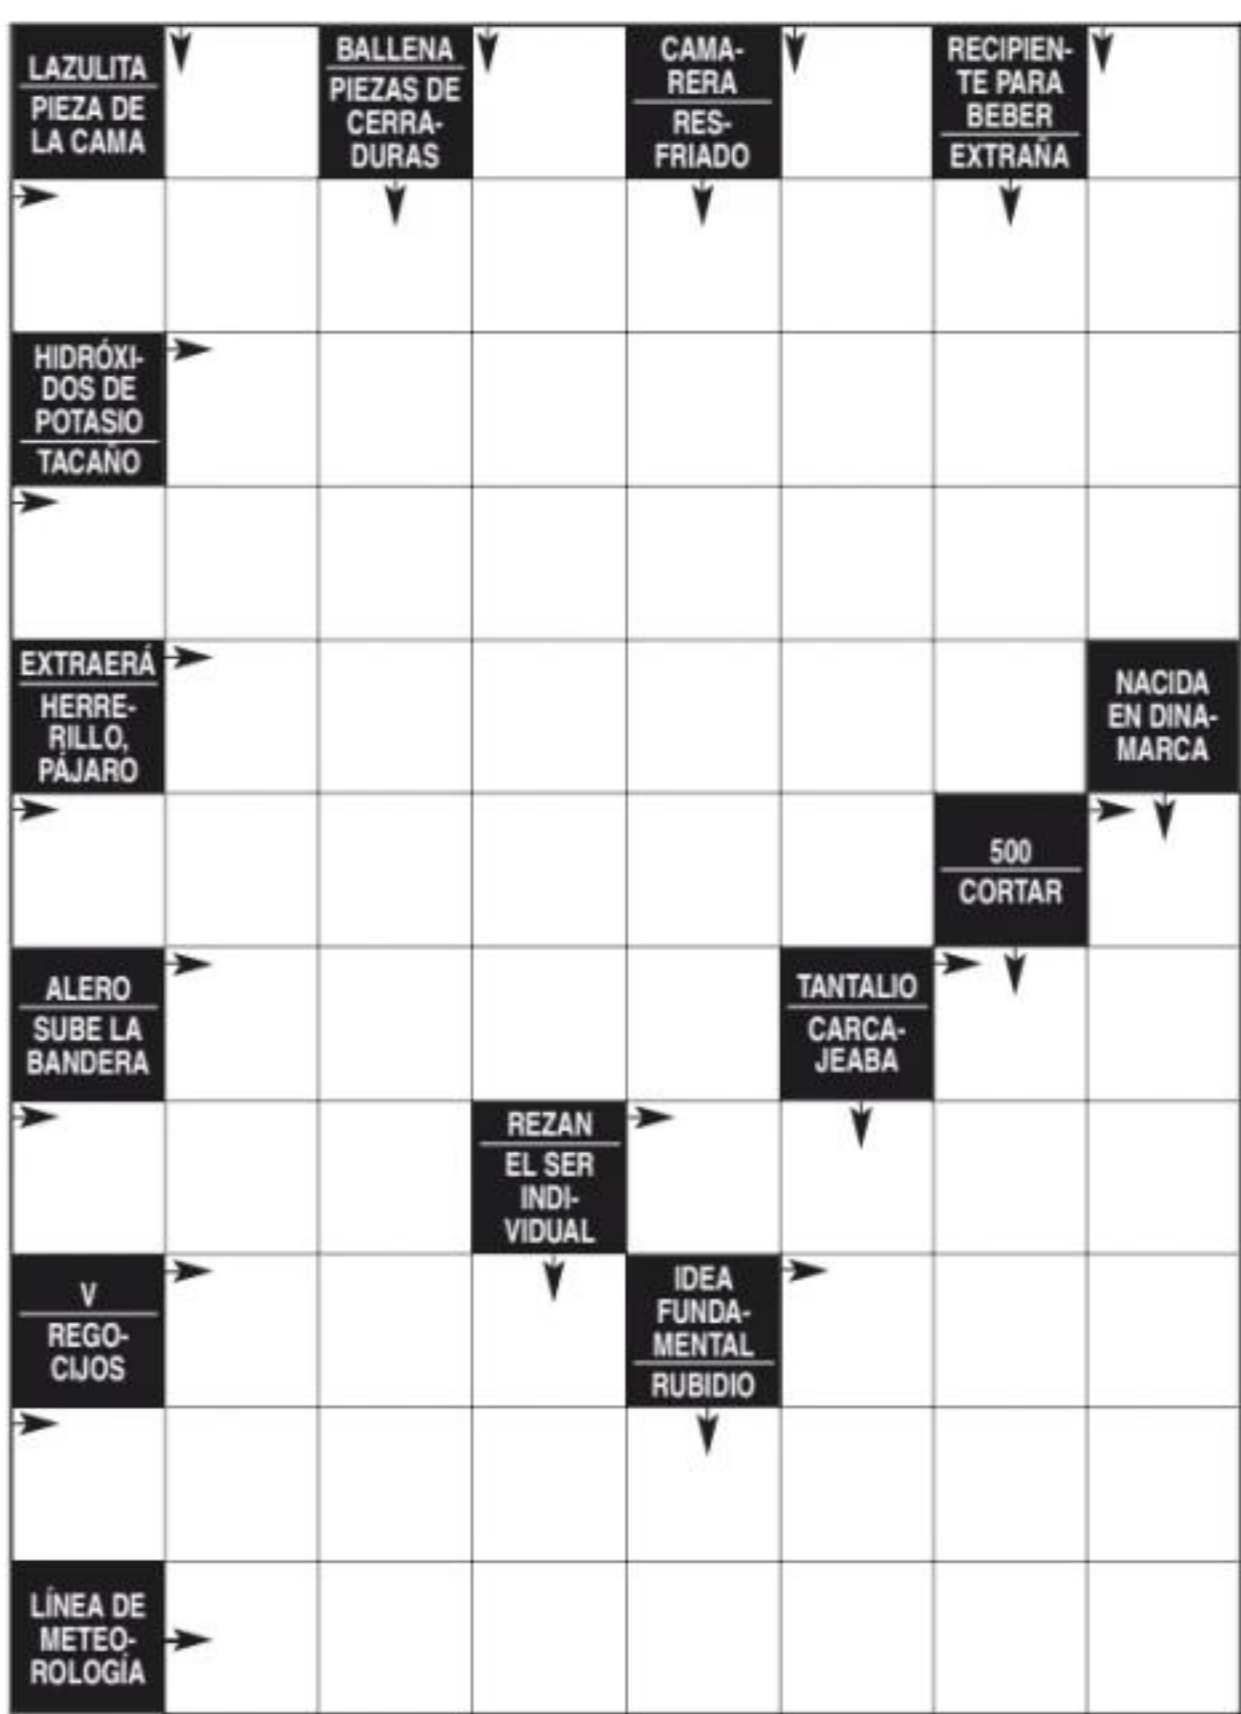 LAZULITA
PIEZA DE
LA CAMA
BALLENA
PIEZAS DE
CERRA-
DURAS
CAMA-
RERA
RES-
FRIADO
RECIPIEN-
TE PARA
BEBER
EXTRAÑA
HIDRÓXI-
DOS DE
POTASIO
TACAÑO
EXTRAERÁ
HERRE-
RILLO,
PÁJARO
NACIDA
EN DINA-
MARCA
500
CORTAR
ALERO
SUBE LA
BANDERA
TANTALIO
CARCA-
JEABA
REZAN
EL SER
INDI-
VIDUAL
V
REGO-
CIJOS
IDEA
FUNDA-
MENTAL
RUBIDIO
LÍNEA DE
METEO-
ROLOGÍA